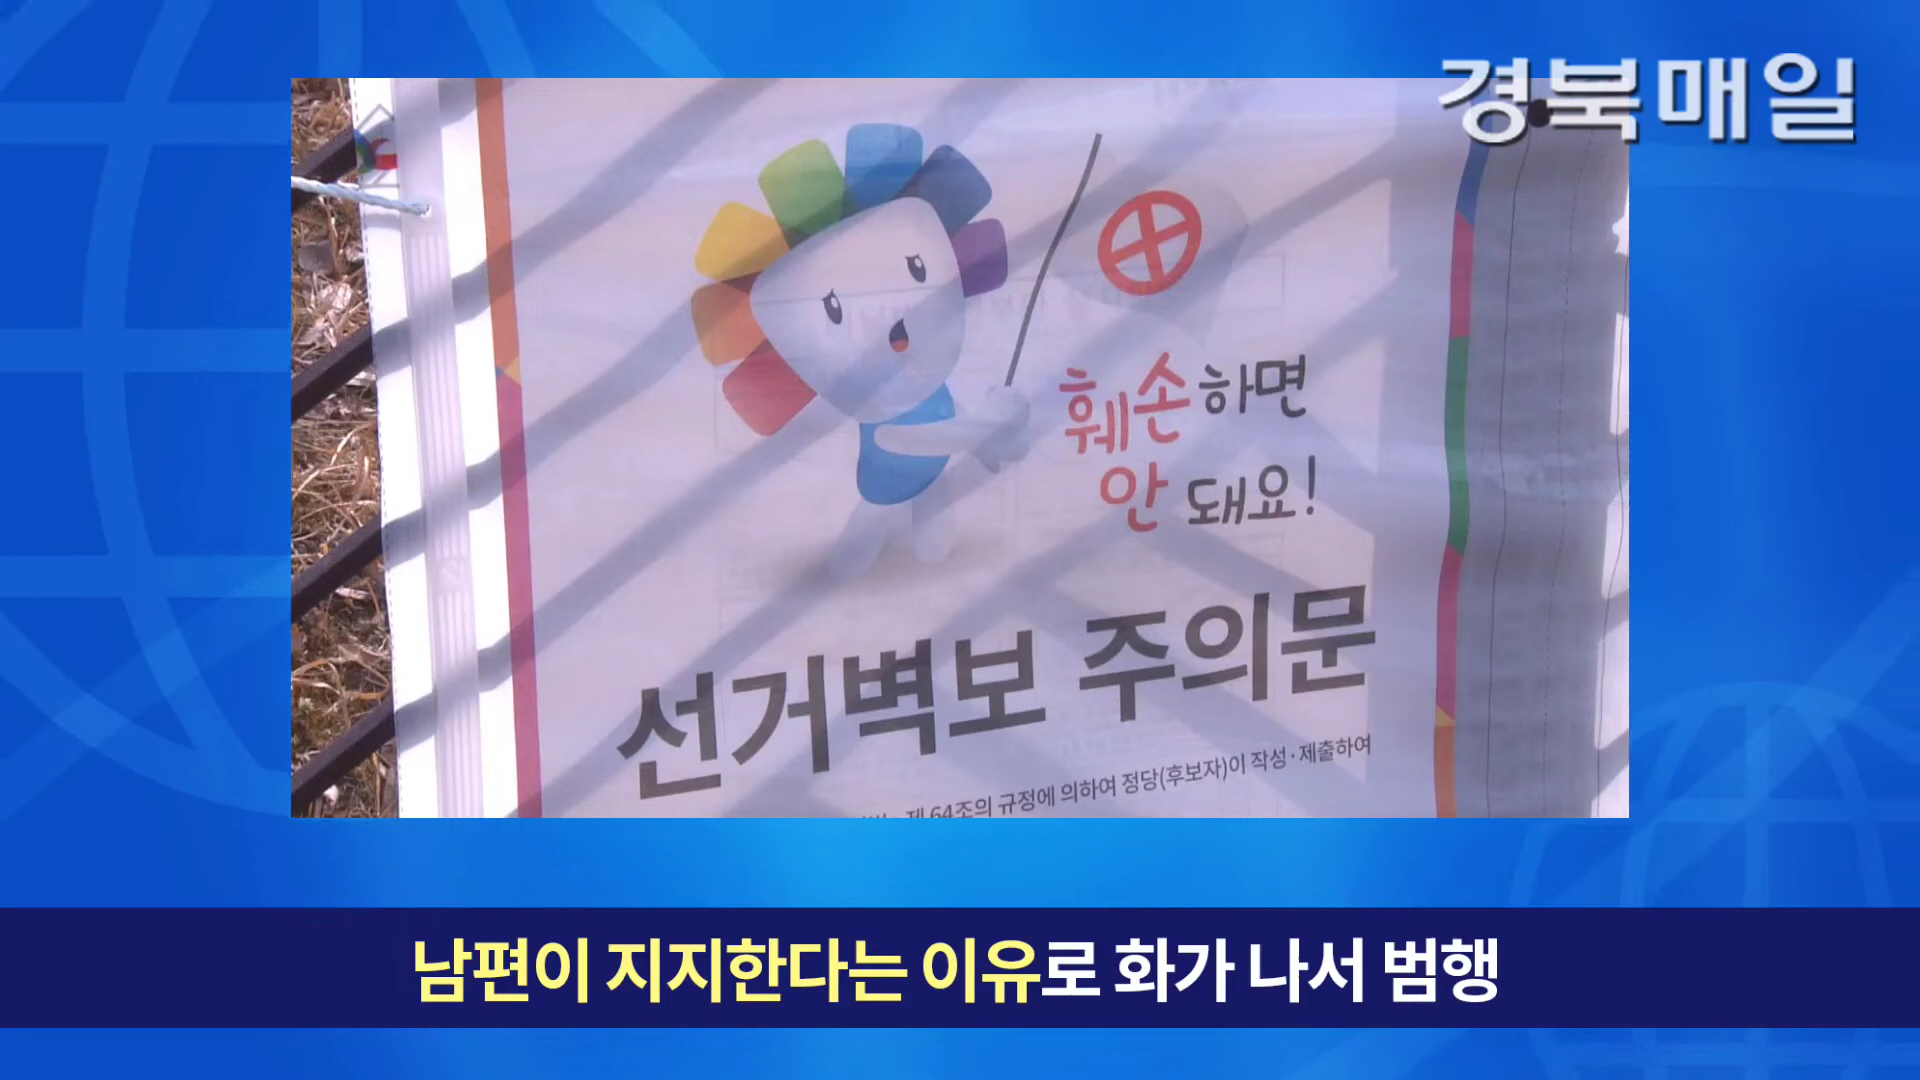 경북매일
훼손하면
안 돼요!
선거벽보 주의문
제64조의 규정에 의하여 정당(후보자)이 작성·제출하여
남편이 지지한다는 이유로 화가 나서 범행